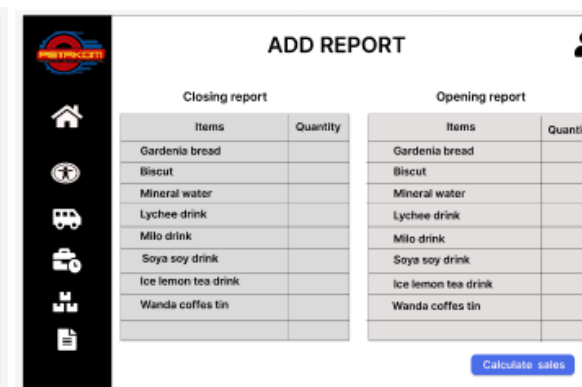 PETAKOM
ADD REPORT
Closing report
Opening report
Items Quantity
Items Quanti
Gardenia bread
Gardenia bread
Biscut
Biscut
Mineral water
Mineral water
Lychee drink
Lychee drink
Milo drink
Milo drink
Soya soy drink
Soya soy drink
Ice lemon tea drink
Ice lemon tea drink
Wanda coffes tin
Wanda coffes tin
Calculate sales